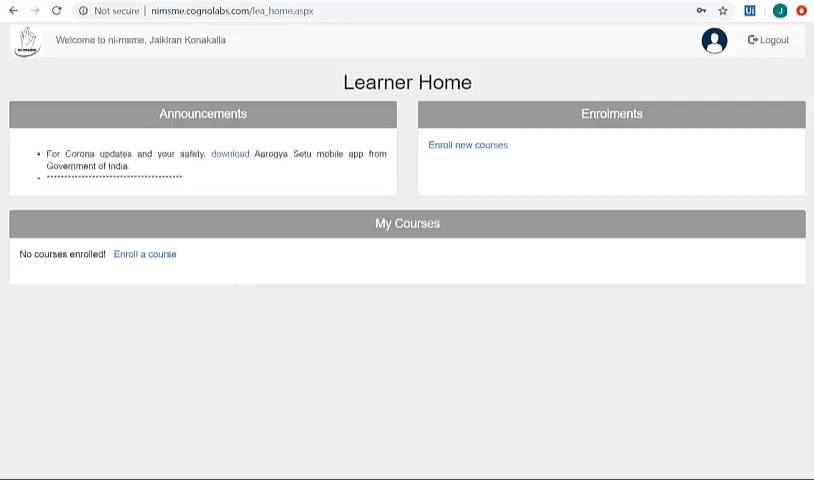 Not secure | nimsme.cognolabs.com/lea_home.aspx
Ui
J
Welcome to ni-msme, Jaikiran Konakalla
Logout
Learner Home
Announcements
For Corona updates and your safety, download Aarogya Setu mobile app from
Government of India.
Enrolments
Enroll new courses
My Courses
No courses enrolled! Enroll a course